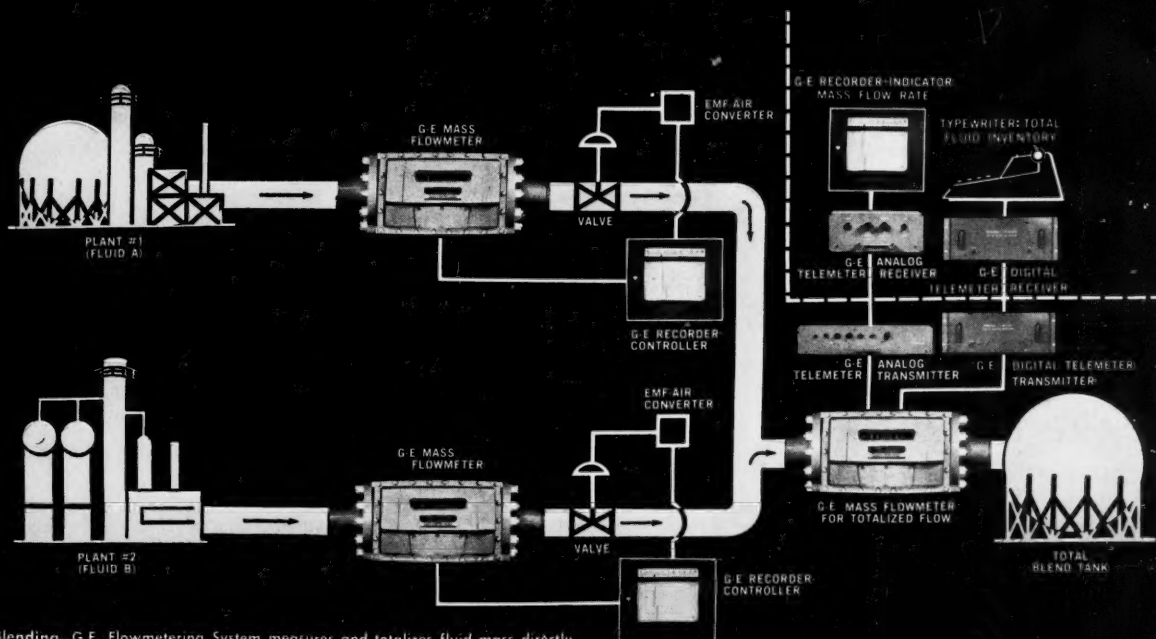 G-E RECORDER-INDICATOR
MASS FLOW RATE
TYPEWRITER: TOTAL
FLUID INVENTORY
EMF-AIR
CONVERTER
G-E MASS
FLOWMETER
VALVE
PLANT #1
(FLUID A)
G-E ANALOG
TELEMETER RECEIVER
G-E DIGITAL
TELEMETER RECEIVER
G-E RECORDER-
CONTROLLER
G-E ANALOG
TELEMETER TRANSMITTER
G-E DIGITAL TELEMETER
TRANSMITTER
EMF-AIR
CONVERTER
G-E MASS
FLOWMETER
VALVE
G-E MASS FLOWMETER
FOR TOTALIZED FLOW
PLANT #2
(FLUID B)
TOTAL
BLEND TANK
G-E RECORDER-
CONTROLLER
Blending. G-E Flowmetering System measures and totalizes fluid mass directly